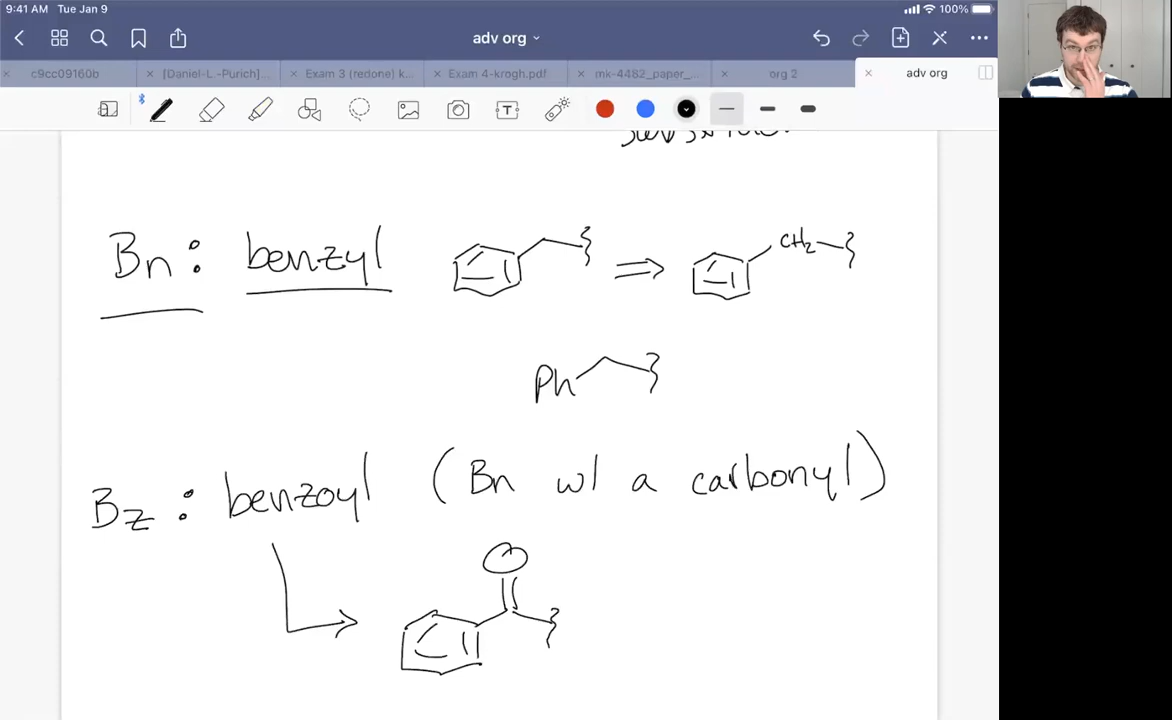 9:41 AM Tue Jan 9
100%
adv org
c9cc09160b
[Daniel-L.-Purich]...
Exam 3 (redone) k...
Exam 4-krogh.pdf
mk-4482_paper_...
org 2
adv org
T
Bn: benzyl
CH2
Ph
Bz: benzoyl (Bn w/ a carbonyl)
O